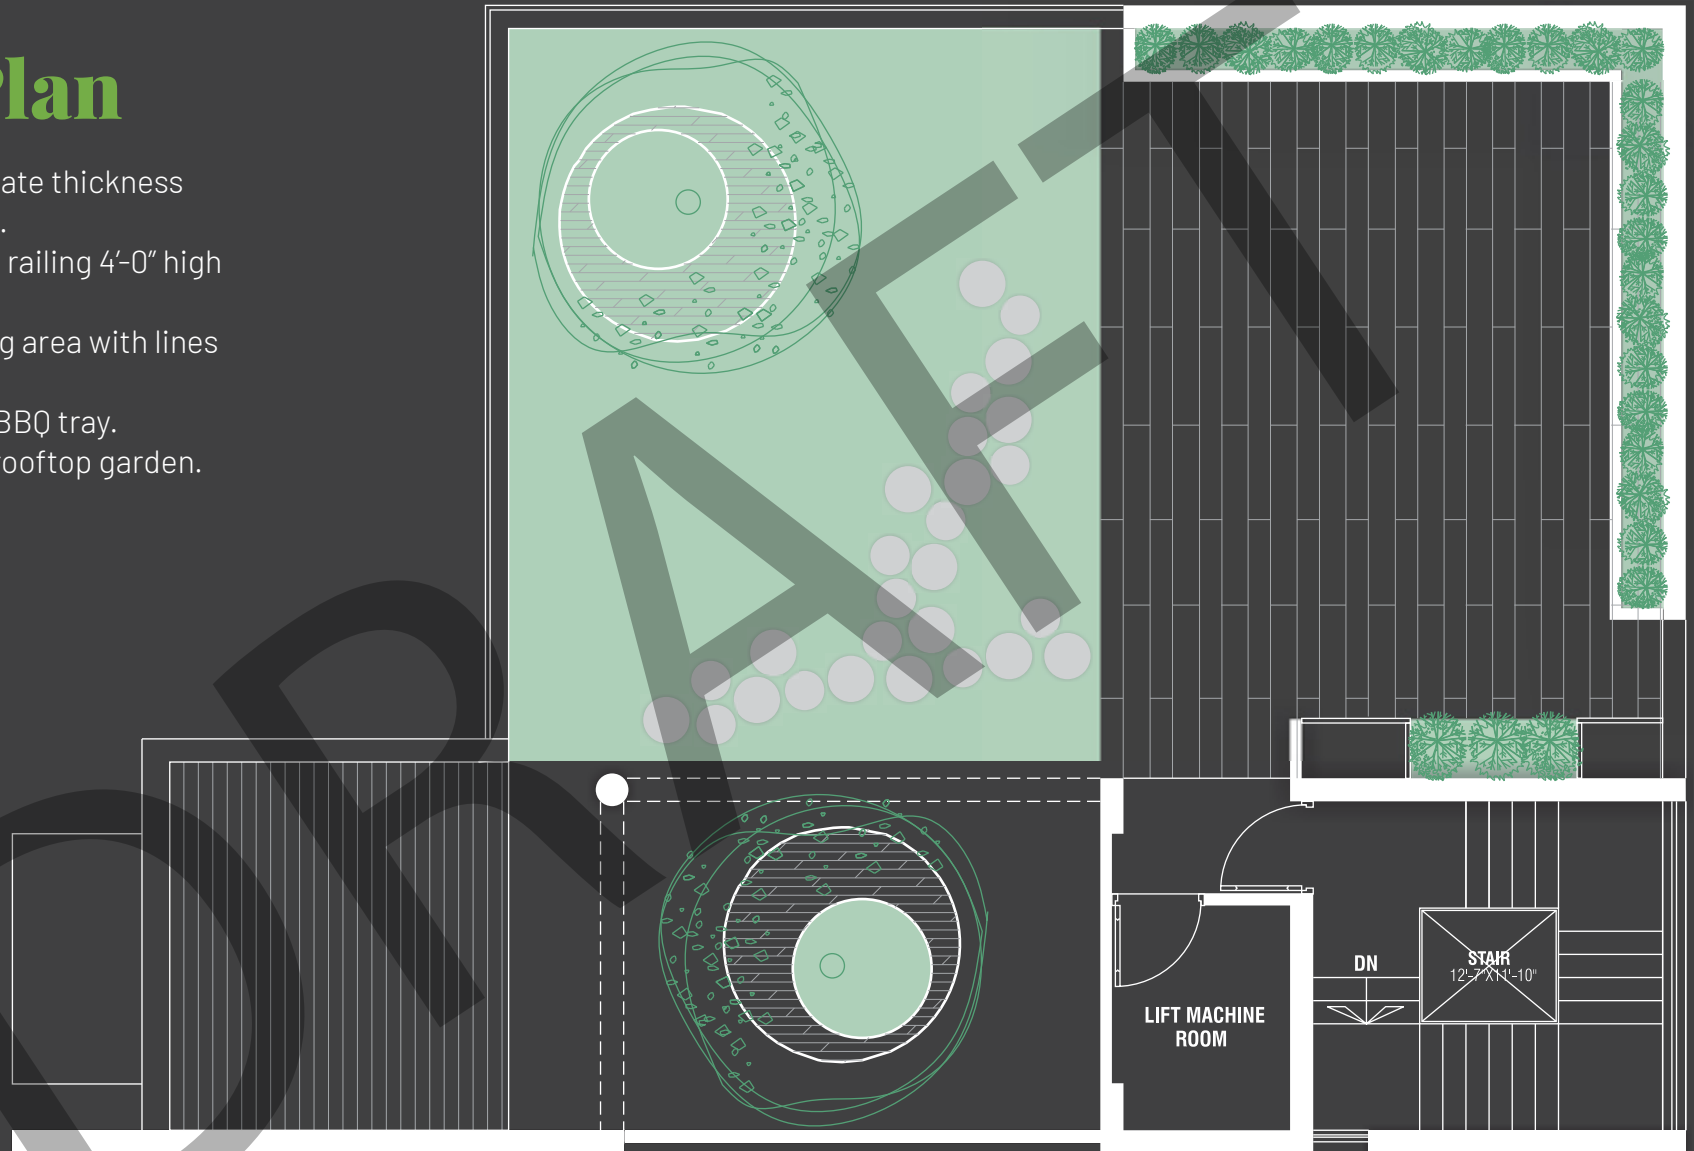 Plan
ate thickness
.
railing 4'-0" high
g area with lines
BBQ tray.
rooftop garden.
DRAFT
DN
STAIR
12'-7"X11'-10"
LIFT MACHINE
ROOM